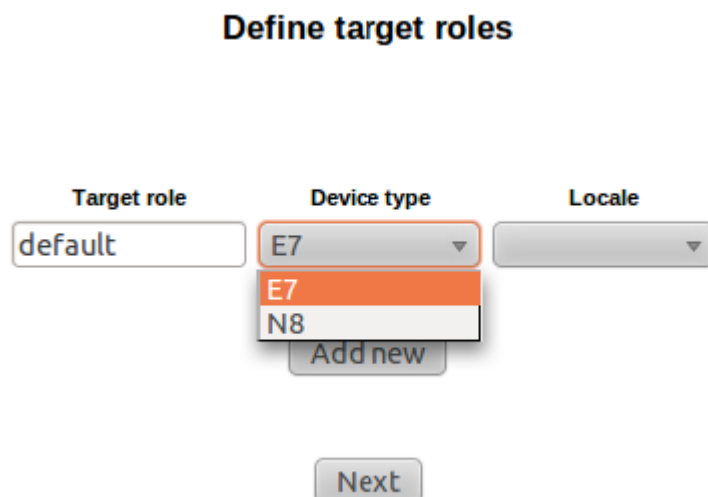 Define target roles
Target role Device type Locale
default E7
E7
N8
Add new
Next